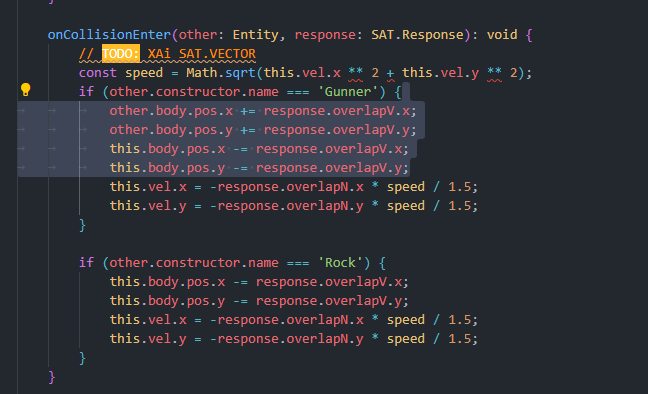 }
onCollisionEnter(other: Entity, response: SAT.Response): void {
// TODO: XAi SAT.VECTOR
const speed = Math.sqrt(this.vel.x ** 2 + this.vel.y ** 2);
if (other.constructor.name === 'Gunner') {
other.body.pos.x += response.overlapV.x;
other.body.pos.y += response.overlapV.y;
this.body.pos.x -= response.overlapV.x;
this.body.pos.y -= response.overlapV.y;
this.vel.x = -response.overlapN.x * speed / 1.5;
this.vel.y = -response.overlapN.y * speed / 1.5;
}
if (other.constructor.name === 'Rock') {
this.body.pos.x -= response.overlapV.x;
this.body.pos.y -= response.overlapV.y;
this.vel.x = -response.overlapN.x * speed / 1.5;
this.vel.y = -response.overlapN.y * speed / 1.5;
}
}